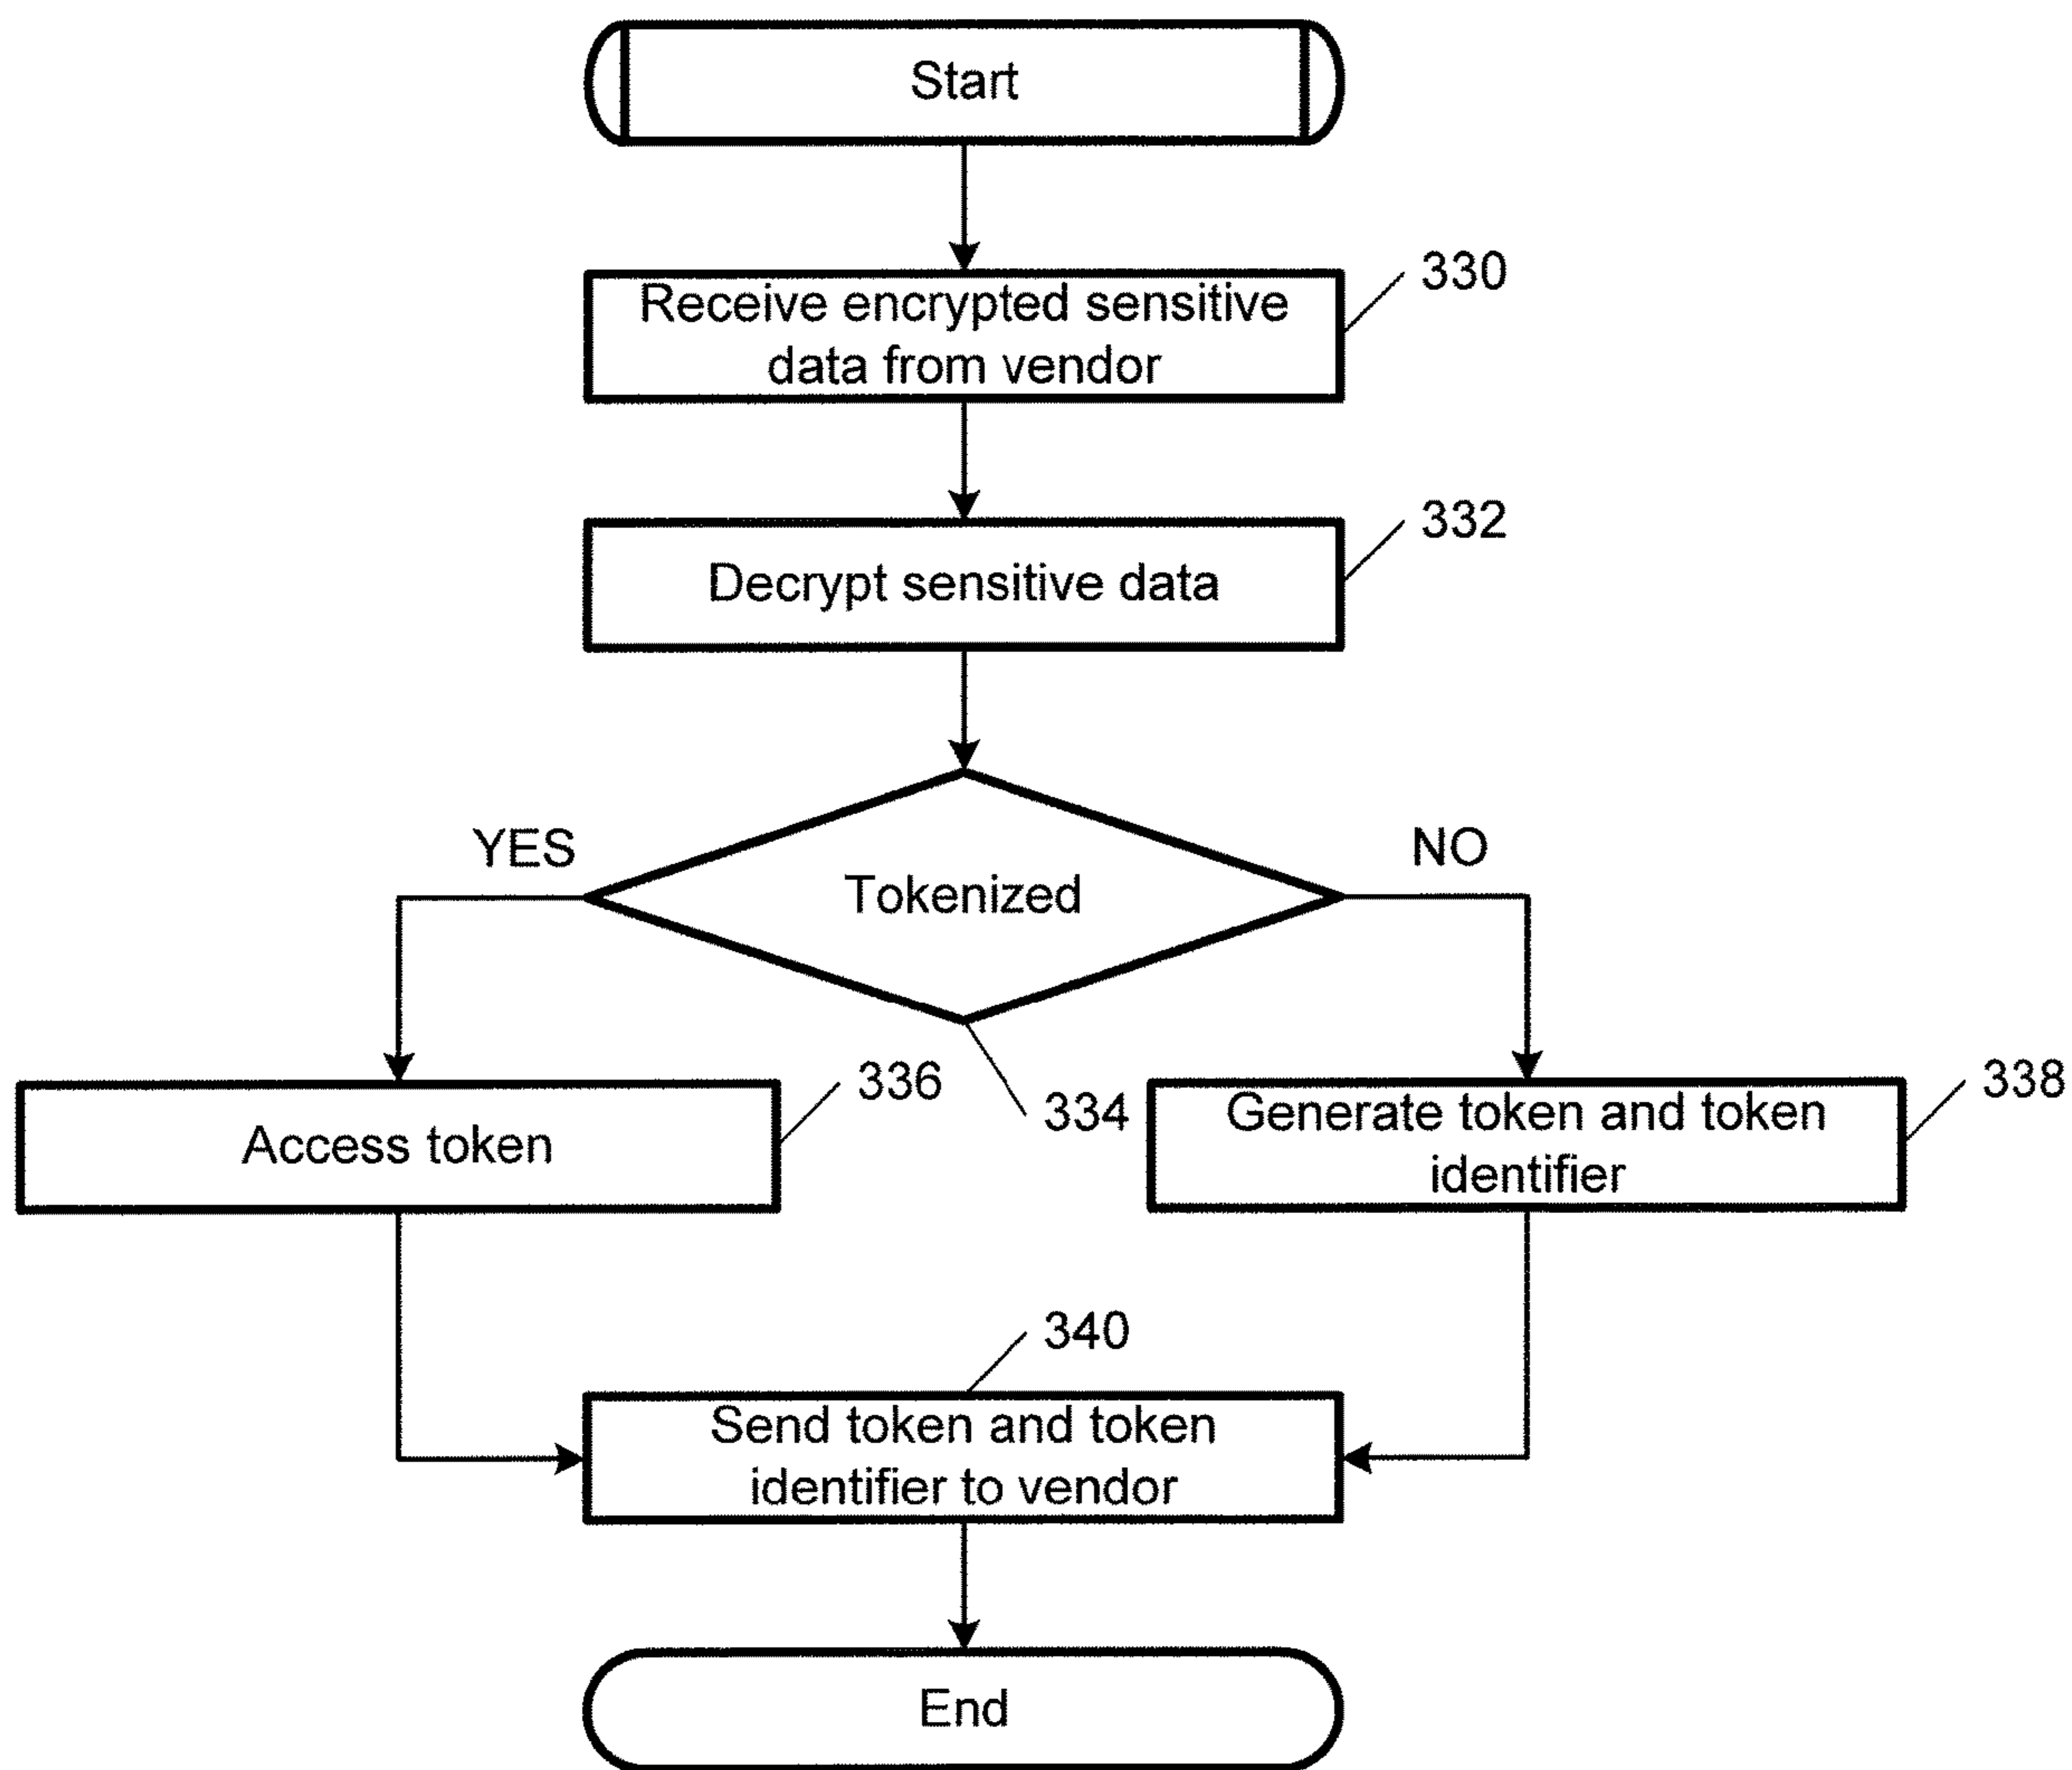 Start
Receive encrypted sensitive
data from vendor
330
Decrypt sensitive data
332
YES
Tokenized
NO
334
Access token
336
Generate token and token
identifier
338
340
Send token and token
identifier to vendor
End